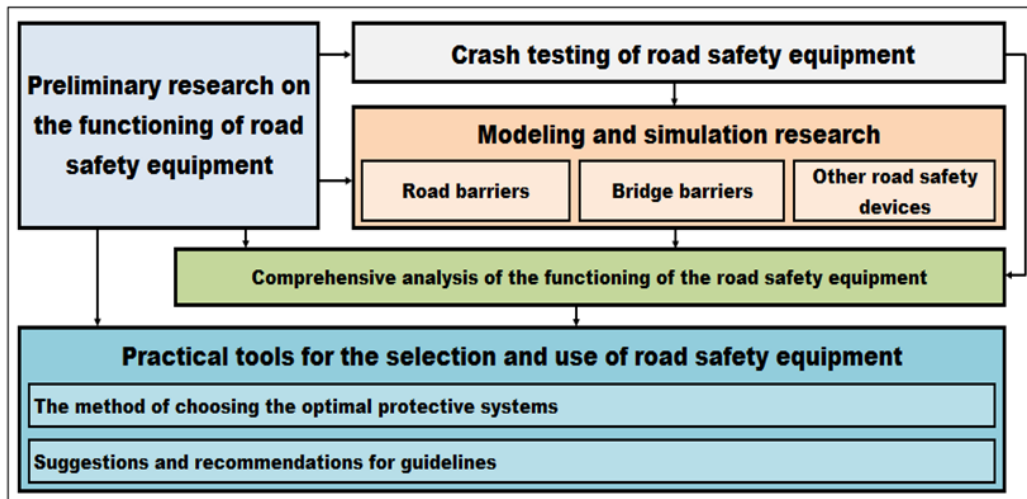 Preliminary research on
the functioning of road
safety equipment
Crash testing of road safety equipment
Modeling and simulation research
Road barriers
Bridge barriers
Other road safety
devices
Comprehensive analysis of the functioning of the road safety equipment
Practical tools for the selection and use of road safety equipment
The method of choosing the optimal protective systems
Suggestions and recommendations for guidelines